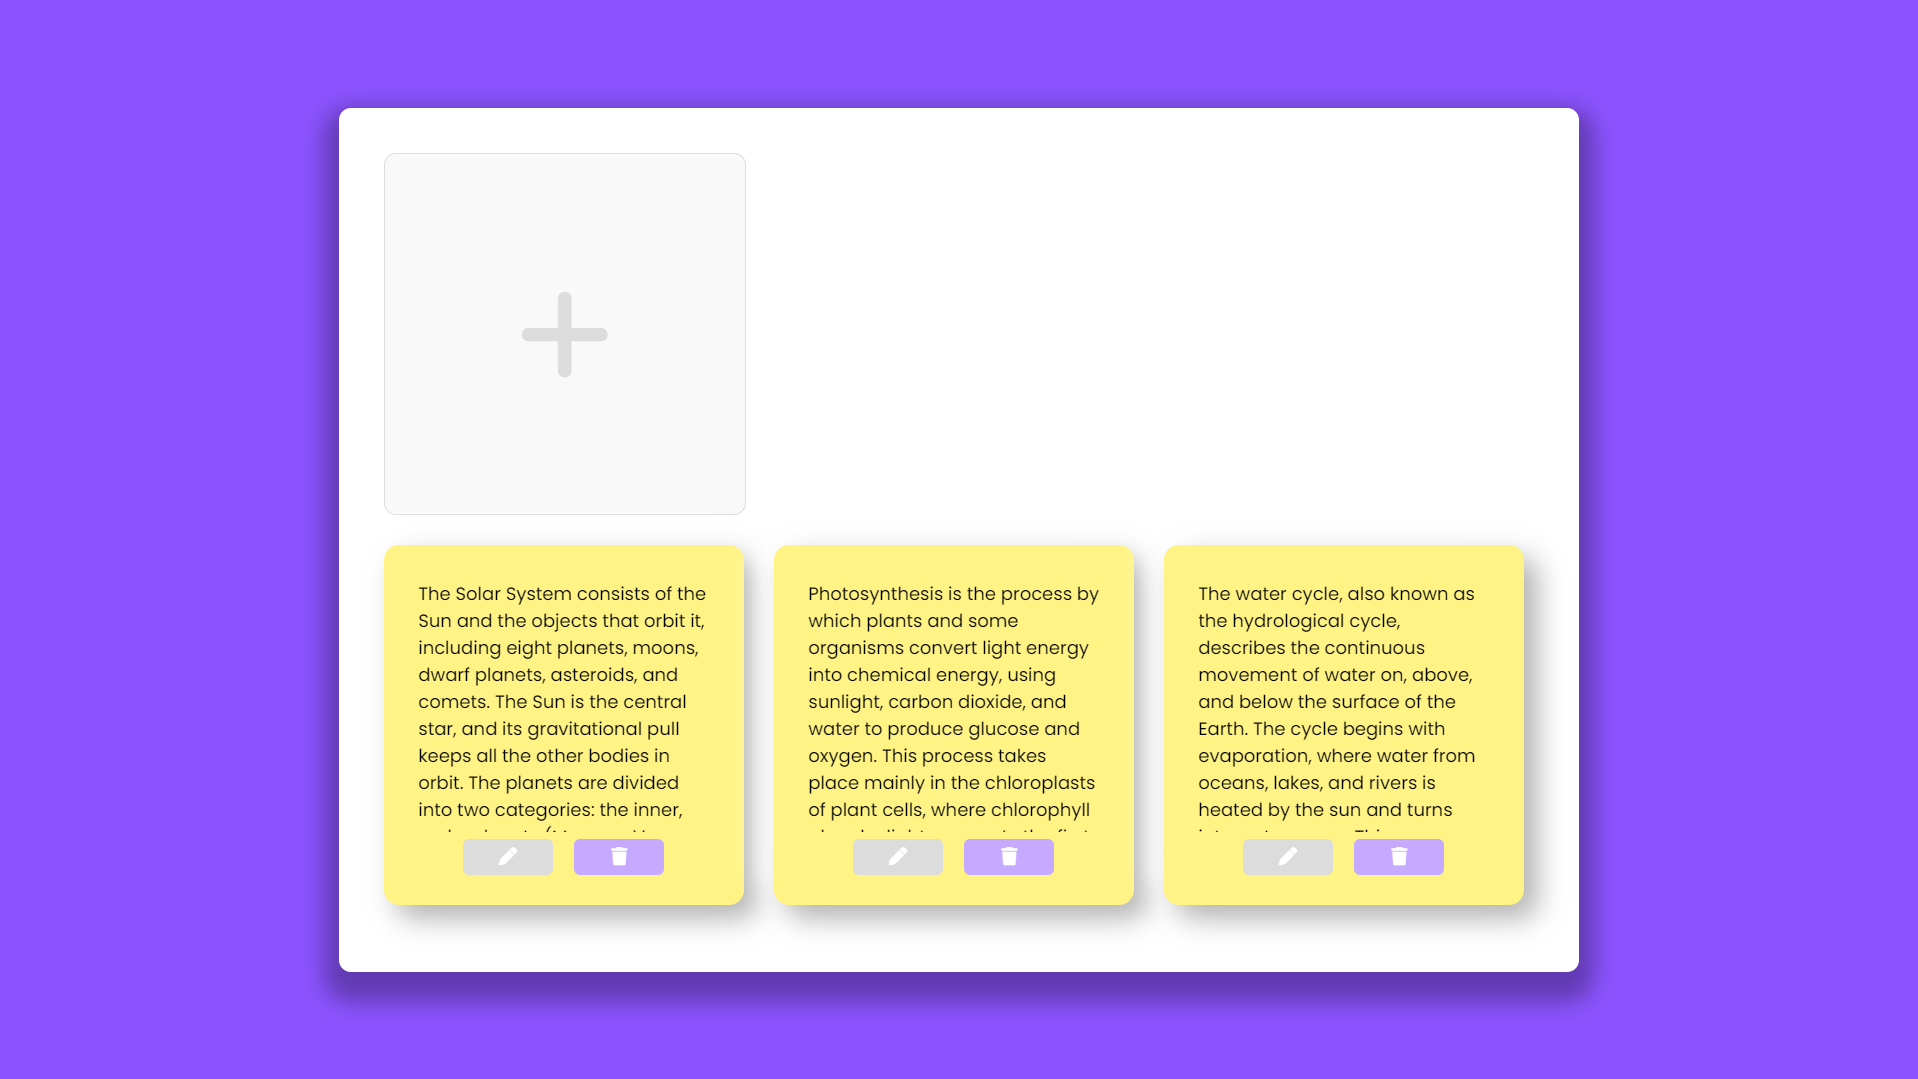 The Solar System consists of the
Sun and the objects that orbit it,
including eight planets, moons,
dwarf planets, asteroids, and
comets. The Sun is the central
star, and its gravitational pull
keeps all the other bodies in
orbit. The planets are divided
into two categories: the inner,
Photosynthesis is the process by
which plants and some
organisms convert light energy
into chemical energy, using
sunlight, carbon dioxide, and
water to produce glucose and
oxygen. This process takes
place mainly in the chloroplasts
of plant cells, where chlorophyll
The water cycle, also known as
the hydrological cycle,
describes the continuous
movement of water on, above,
and below the surface of the
Earth. The cycle begins with
evaporation, where water from
oceans, lakes, and rivers is
heated by the sun and turns